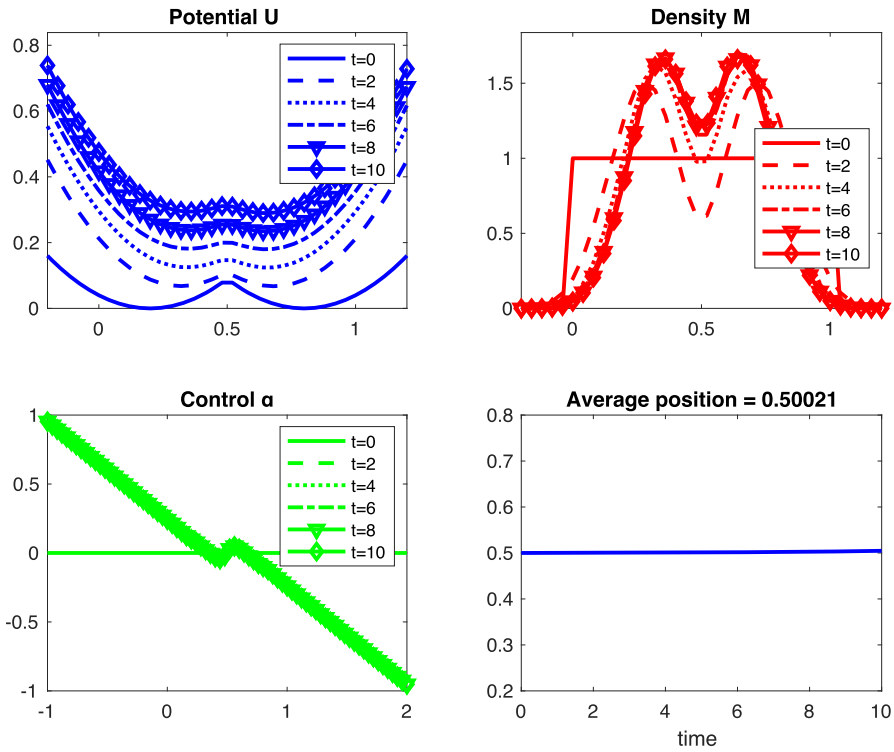 Potential U
0.8
0.6
0.4
0.2
0
0
0.5
1
t=0
t=2
t=4
t=6
t=8
t=10
Density M
1.5
1
0.5
0
0
0.5
1
t=0
t=2
t=4
t=6
t=8
t=10
Control α
1
0.5
0
-0.5
-1
-1
0
1
2
t=0
t=2
t=4
t=6
t=8
t=10
Average position = 0.50021
0.8
0.7
0.6
0.5
0.4
0.3
0.2
0
2
4
6
8
10
time